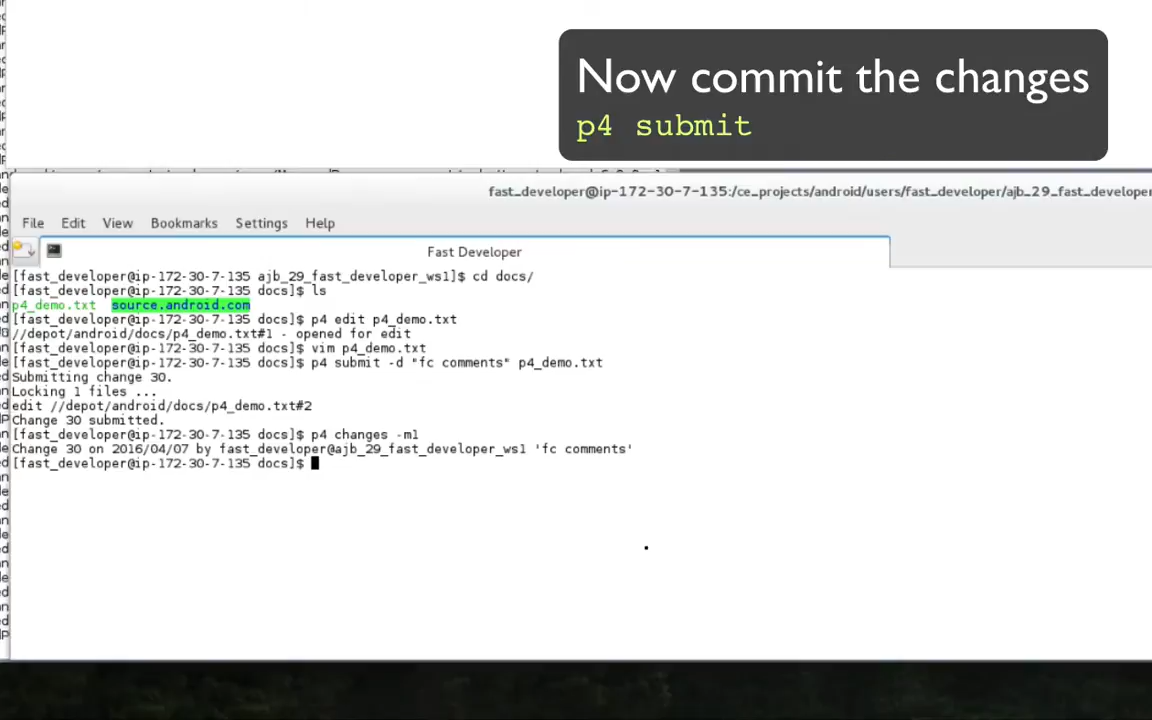 Now commit the changes
p4 submit
fast_developer@ip-172-30-7-135:/ce_projects/android/users/fast_developer/ajb_29_fast_developer
File Edit View Bookmarks Settings Help
Fast Developer
[fast_developer@ip-172-30-7-135 ajb_29_fast_developer_ws1]$ cd docs/
[fast_developer@ip-172-30-7-135 docs]$ ls
p4_demo.txt source.android.com
[fast_developer@ip-172-30-7-135 docs]$ p4 edit p4_demo.txt
//depot/android/docs/p4_demo.txt#1 - opened for edit
[fast_developer@ip-172-30-7-135 docs]$ vim p4_demo.txt
[fast_developer@ip-172-30-7-135 docs]$ p4 submit -d "fc comments" p4_demo.txt
Submitting change 30.
Locking 1 files ...
edit //depot/android/docs/p4_demo.txt#2
Change 30 submitted.
[fast_developer@ip-172-30-7-135 docs]$ p4 changes -m1
Change 30 on 2016/04/07 by fast_developer@ajb_29_fast_developer_ws1 'fc comments'
[fast_developer@ip-172-30-7-135 docs]$